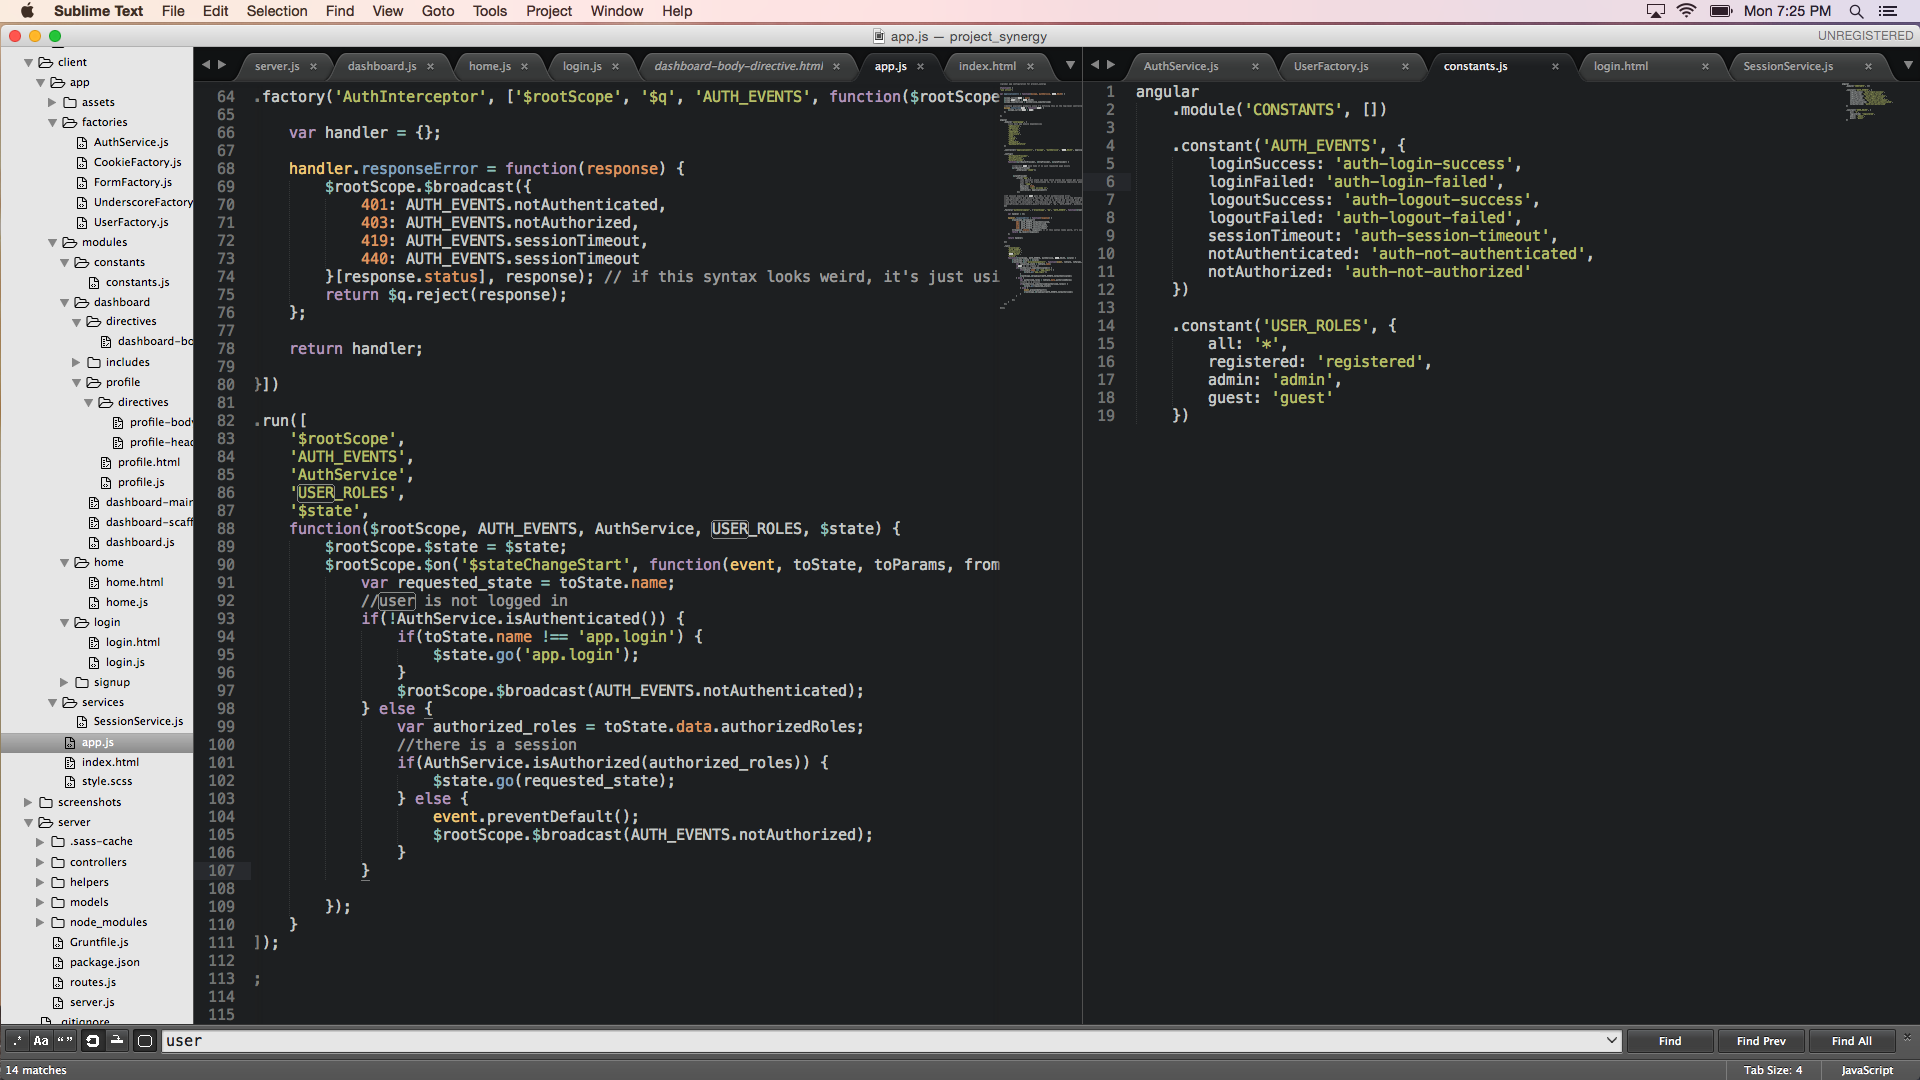 Sublime Text File Edit Selection Find View Goto Tools Project Window Help Mon 7:25 PM
app.js — project_synergy UNREGISTERED
client
app
assets
factories
AuthService.js
CookieFactory.js
FormFactory.js
UnderscoreFactory
UserFactory.js
modules
constants
constants.js
dashboard
directives
dashboard-bo
includes
profile
directives
profile-body
profile-head
profile.html
profile.js
dashboard-main
dashboard-scaff
dashboard.js
home
home.html
home.js
login
login.html
login.js
signup
services
SessionService.js
app.js
index.html
style.scss
screenshots
server
.sass-cache
controllers
helpers
models
node_modules
Gruntfile.js
package.json
routes.js
server.js
.gitignore
server.js × dashboard.js × home.js × login.js × dashboard-body-directive.html × app.js × index.html ×
64 .factory('AuthInterceptor', ['$rootScope', '$q', 'AUTH_EVENTS', function($rootScope
65
66 var handler = {};
67
68 handler.responseError = function(response) {
69 $rootScope.$broadcast({
70 401: AUTH_EVENTS.notAuthenticated,
71 403: AUTH_EVENTS.notAuthorized,
72 419: AUTH_EVENTS.sessionTimeout,
73 440: AUTH_EVENTS.sessionTimeout
74 }[response.status], response); // if this syntax looks weird, it's just usi
75 return $q.reject(response);
76 };
77
78 return handler;
79
80 }])
81
82 .run([
83 '$rootScope',
84 'AUTH_EVENTS',
85 'AuthService',
86 'USER_ROLES',
87 '$state',
88 function($rootScope, AUTH_EVENTS, AuthService, USER_ROLES, $state) {
89 $rootScope.$state = $state;
90 $rootScope.$on('$stateChangeStart', function(event, toState, toParams, from
91 var requested_state = toState.name;
92 //user is not logged in
93 if(!AuthService.isAuthenticated()) {
94 if(toState.name !== 'app.login') {
95 $state.go('app.login');
96 }
97 $rootScope.$broadcast(AUTH_EVENTS.notAuthenticated);
98 } else {
99 var authorized_roles = toState.data.authorizedRoles;
100 //there is a session
101 if(AuthService.isAuthorized(authorized_roles)) {
102 $state.go(requested_state);
103 } else {
104 event.preventDefault();
105 $rootScope.$broadcast(AUTH_EVENTS.notAuthorized);
106 }
107 }
108
109 });
110 }
111 ]);
112
113 ;
114
115
AuthService.js × UserFactory.js × constants.js × login.html × SessionService.js ×
1 angular
2 .module('CONSTANTS', [])
3
4 .constant('AUTH_EVENTS', {
5 loginSuccess: 'auth-login-success',
6 loginFailed: 'auth-login-failed',
7 logoutSuccess: 'auth-logout-success',
8 logoutFailed: 'auth-logout-failed',
9 sessionTimeout: 'auth-session-timeout',
10 notAuthenticated: 'auth-not-authenticated',
11 notAuthorized: 'auth-not-authorized'
12 })
13
14 .constant('USER_ROLES', {
15 all: '*',
16 registered: 'registered',
17 admin: 'admin',
18 guest: 'guest'
19 })
.* Aa “” user Find Find Prev Find All
14 matches Tab Size: 4 JavaScript